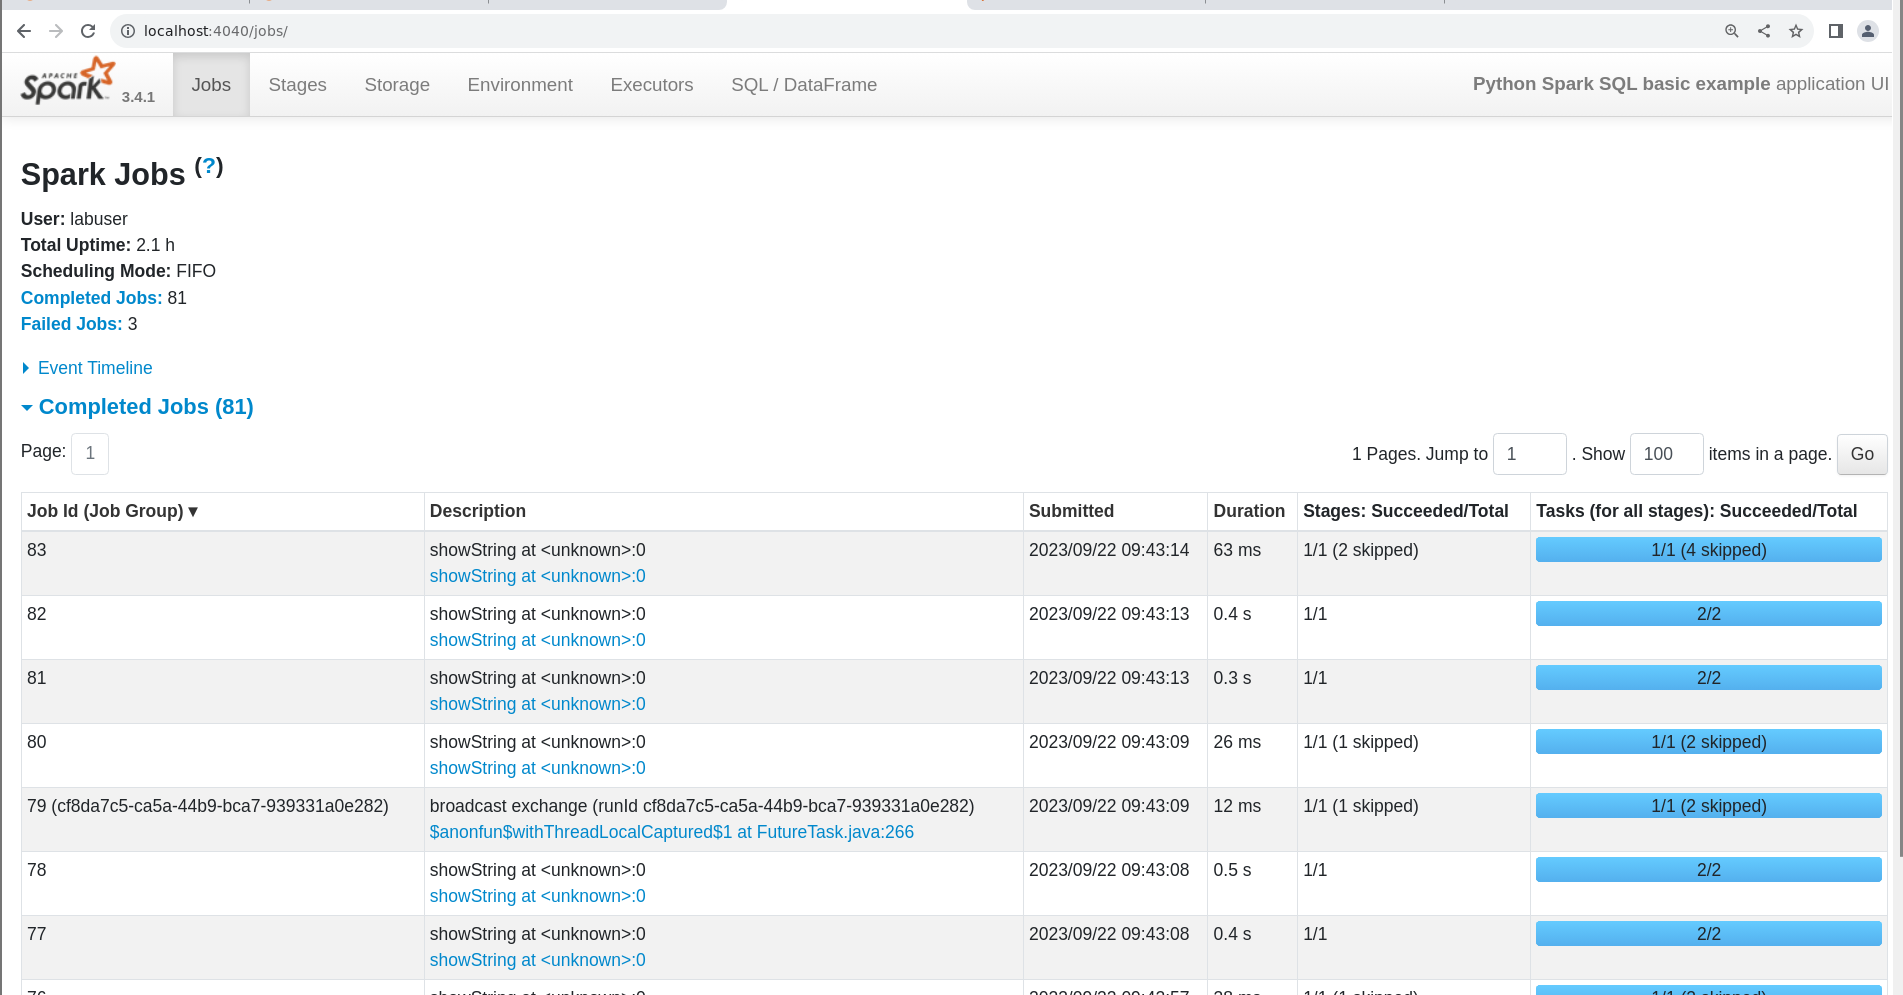 localhost:4040/jobs/
APACHE Spark 3.4.1 Jobs Stages Storage Environment Executors SQL / DataFrame Python Spark SQL basic example application UI
Spark Jobs (?)
User: labuser
Total Uptime: 2.1 h
Scheduling Mode: FIFO
Completed Jobs: 81
Failed Jobs: 3
Event Timeline
Completed Jobs (81)
Page: 1 1 Pages. Jump to 1 . Show 100 items in a page. Go
Job Id (Job Group) ▾ Description Submitted Duration Stages: Succeeded/Total Tasks (for all stages): Succeeded/Total
83 showString at <unknown>:0 2023/09/22 09:43:14 63 ms 1/1 (2 skipped) 1/1 (4 skipped)
showString at <unknown>:0
82 showString at <unknown>:0 2023/09/22 09:43:13 0.4 s 1/1 2/2
showString at <unknown>:0
81 showString at <unknown>:0 2023/09/22 09:43:13 0.3 s 1/1 2/2
showString at <unknown>:0
80 showString at <unknown>:0 2023/09/22 09:43:09 26 ms 1/1 (1 skipped) 1/1 (2 skipped)
showString at <unknown>:0
79 (cf8da7c5-ca5a-44b9-bca7-939331a0e282) broadcast exchange (runId cf8da7c5-ca5a-44b9-bca7-939331a0e282) 2023/09/22 09:43:09 12 ms 1/1 (1 skipped) 1/1 (2 skipped)
$anonfun$withThreadLocalCaptured$1 at FutureTask.java:266
78 showString at <unknown>:0 2023/09/22 09:43:08 0.5 s 1/1 2/2
showString at <unknown>:0
77 showString at <unknown>:0 2023/09/22 09:43:08 0.4 s 1/1 2/2
showString at <unknown>:0